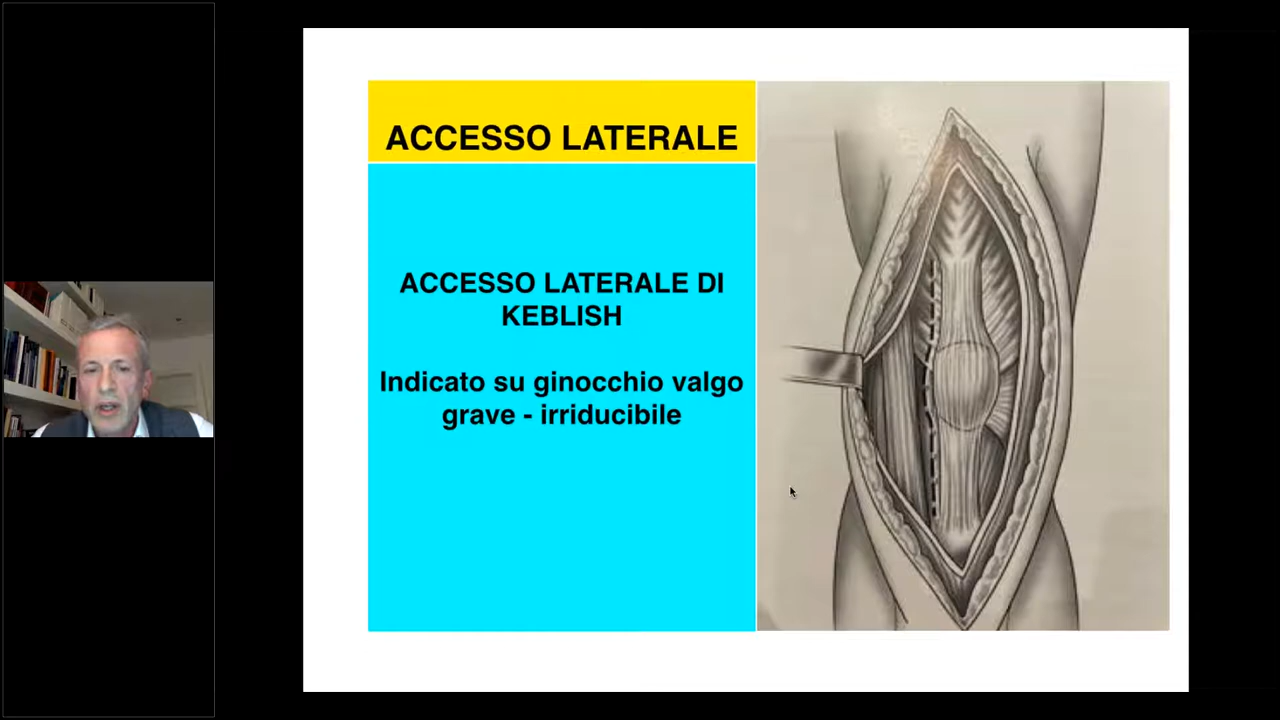 ACCESSO LATERALE
ACCESSO LATERALE DI
KEBLISH
Indicato su ginocchio valgo
grave - irriducibile